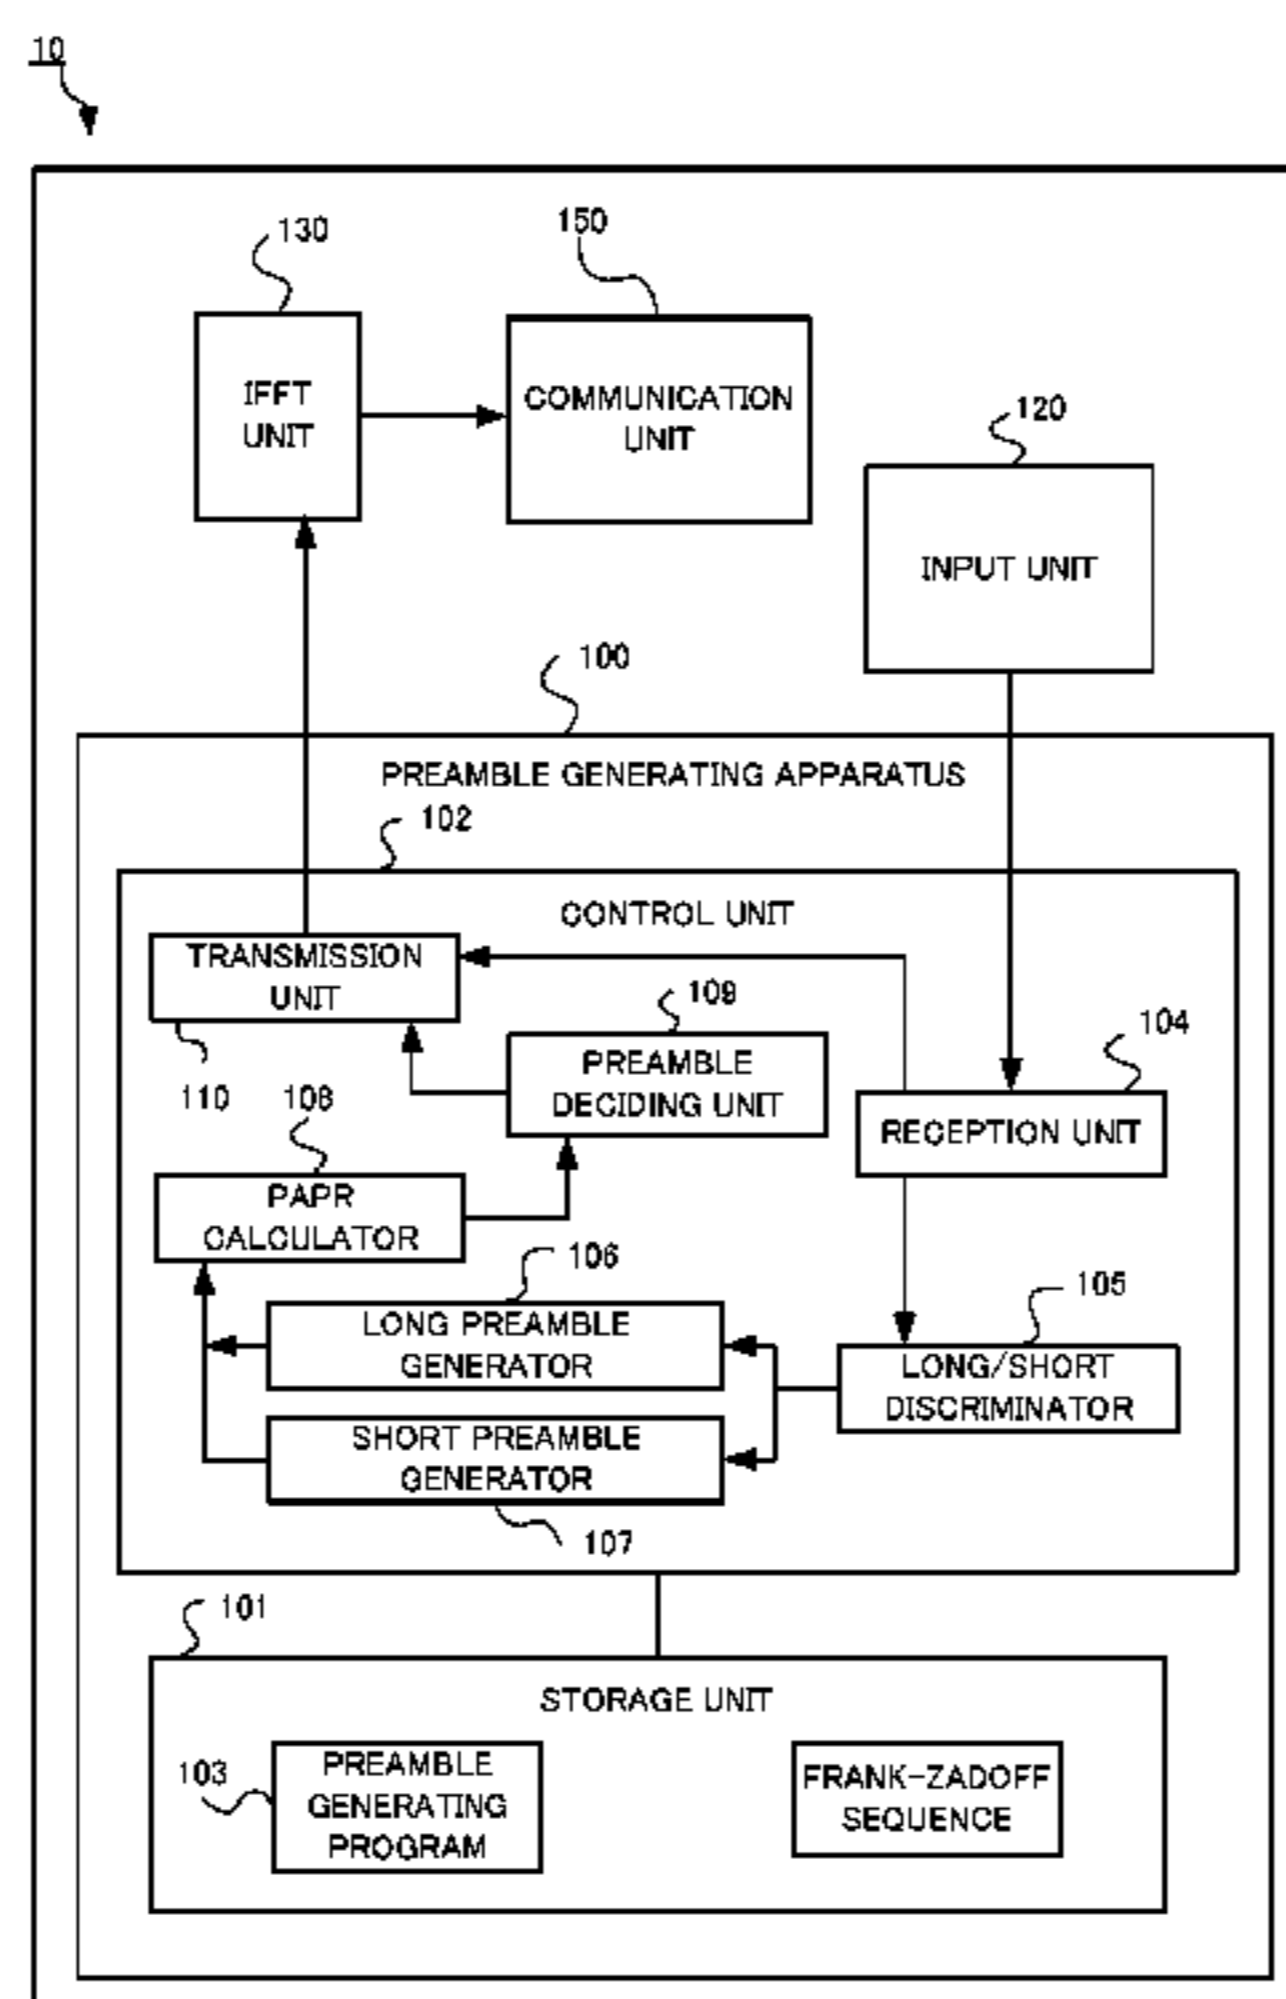 10
130
150
IFFT
UNIT
COMMUNICATION
UNIT
120
INPUT UNIT
100
PREAMBLE GENERATING APPARATUS
102
CONTROL UNIT
TRANSMISSION
UNIT
109
PREAMBLE
DECIDING UNIT
104
110
108
RECEPTION UNIT
PAPR
CALCULATOR
106
105
LONG PREAMBLE
GENERATOR
LONG/SHORT
DISCRIMINATOR
SHORT PREAMBLE
GENERATOR
107
101
STORAGE UNIT
103
PREAMBLE
GENERATING
PROGRAM
FRANK-ZADOFF
SEQUENCE